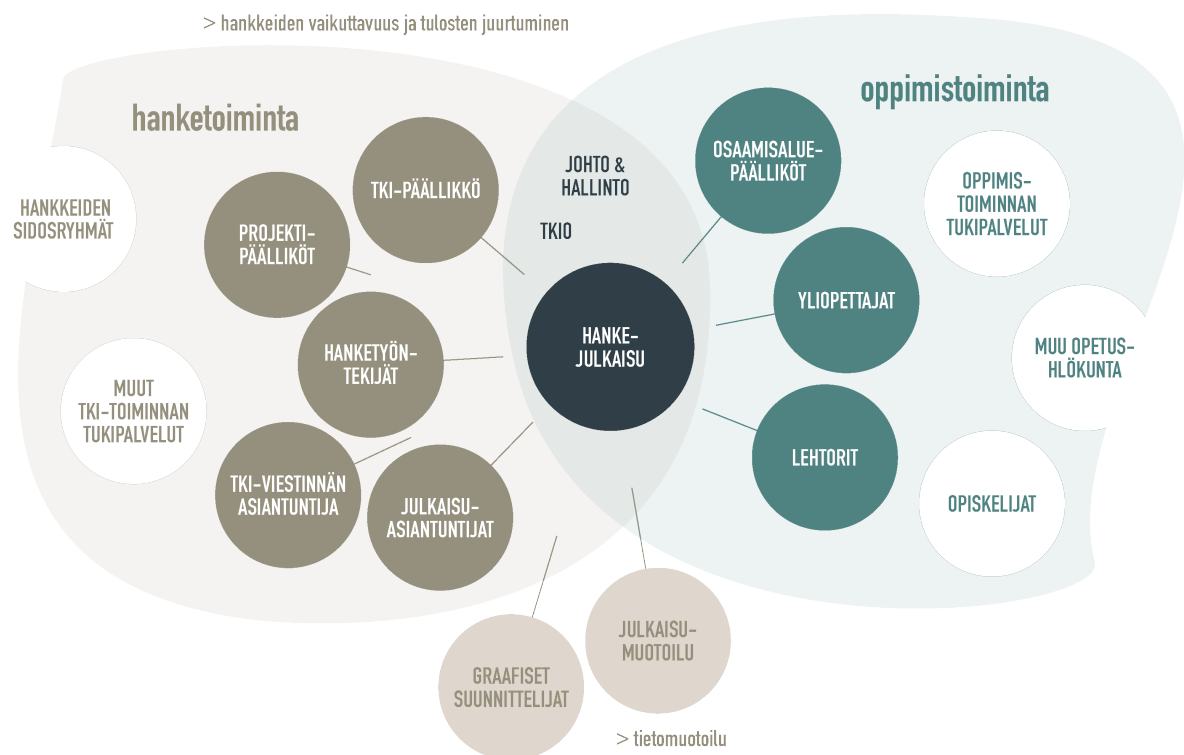 > hankkeiden vaikuttavuus ja tulosten juurtuminen
hanketoiminta
oppimistoiminta
HANKKEIDEN
SIDOSRYHMÄT
PROJEKTI-
PÄÄLLIKÖT
TKI-PÄÄLLIKKÖ
JOHTO &
HALLINTO
TKIO
OSAAMISALUE-
PÄÄLLIKÖT
OPPIMIS-
TOIMINNAN
TUKIPALVELUT
HANKETYÖN-
TEKIJÄT
HANKE-
JULKAISU
YLIOPETTAJAT
MUU OPETUS-
HLÖKUNTA
MUUT
TKI-TOIMINNAN
TUKIPALVELUT
TKI-VIESTINNÄN
ASIANTUNTIJA
JULKAISU-
ASIANTUNTIJAT
LEHTORIT
OPISKELIJAT
GRAAFISET
SUUNNITTELIJAT
JULKAISU-
MUOTOILU
> tietomuotoilu